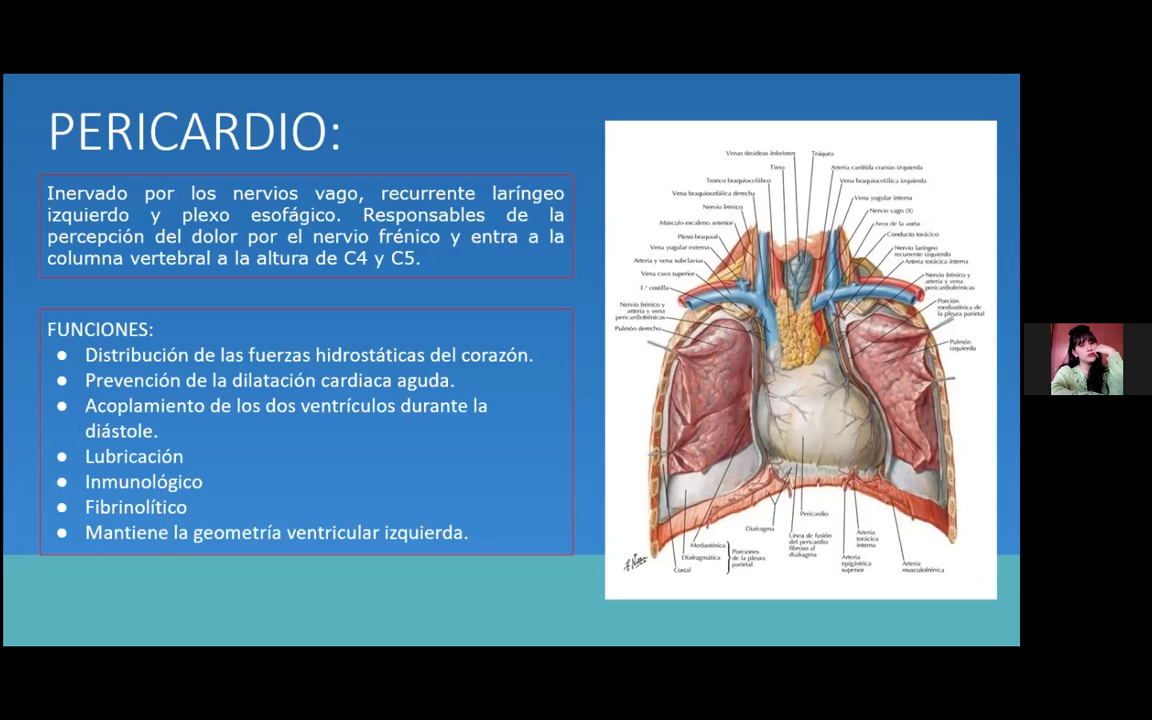 PERICARDIO:
Inervado por los nervios vago, recurrente laríngeo
izquierdo y plexo esofágico. Responsables de la
percepción del dolor por el nervio frénico y entra a la
columna vertebral a la altura de C4 y C5.
FUNCIONES:
● Distribución de las fuerzas hidrostáticas del corazón.
● Prevención de la dilatación cardiaca aguda.
● Acoplamiento de los dos ventrículos durante la
diástole.
● Lubricación
● Inmunológico
● Fibrinolítico
● Mantiene la geometría ventricular izquierda.
Venas tiroideas inferiores
Tráquea
Timo
Arteria carótida común izquierda
Tronco braquiocefálico
Vena braquiocefálica izquierda
Vena braquiocefálica derecha
Vena yugular interna
Nervio frénico
Nervio vago (X)
Músculo escaleno anterior
Arco de la aorta
Plexo braquial
Conducto torácico
Vena yugular externa
Nervio laríngeo
recurrente izquierdo
Arteria y vena subclavias
Arteria torácica interna
Vena cava superior
Nervio frénico y
arteria y vena
pericardiofrénicas
1.ª costilla
Nervio frénico y
arteria y vena
pericardiofrénicas
Porción
mediastínica de
la pleura parietal
Pulmón derecho
Pulmón
izquierdo
Pericardio
Diafragma
Línea de fusión
del pericardio
fibroso al
diafragma
Arteria
torácica
interna
Mediastínica
Diafragmática
Costal
Porciones
de la pleura
parietal
Arteria
epigástrica
superior
Arteria
musculofrénica